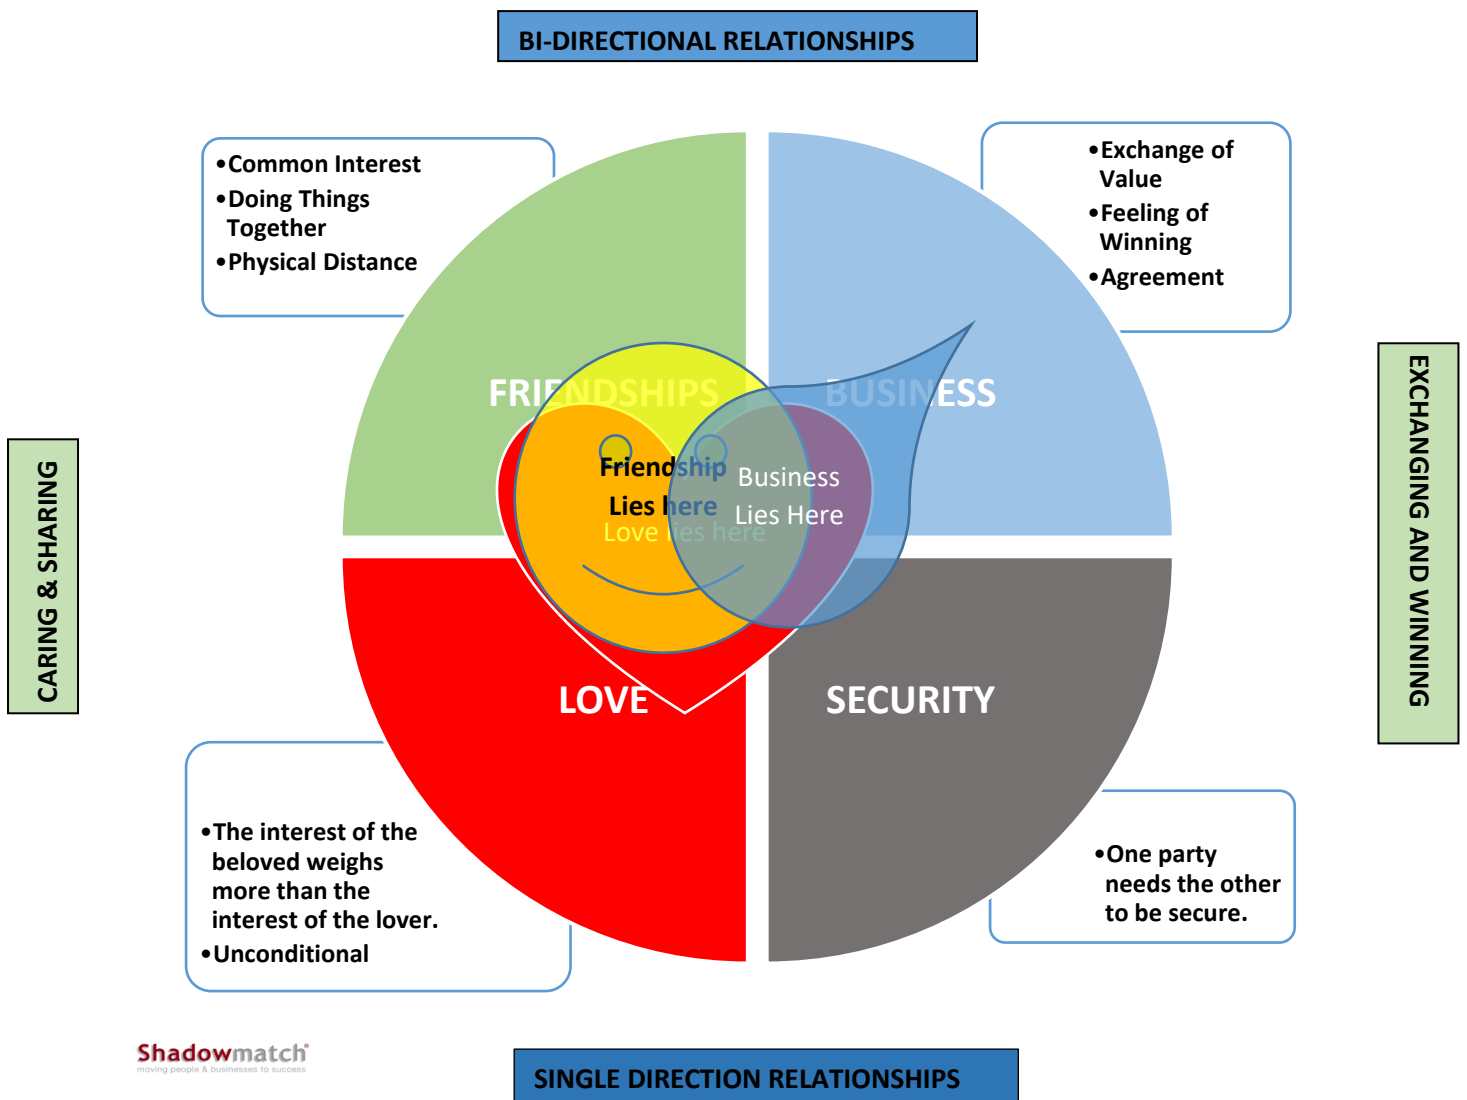 BI-DIRECTIONAL RELATIONSHIPS
•Common Interest
•Doing Things
Together
•Physical Distance
•Exchange of
Value
•Feeling of
Winning
•Agreement
FRIENDSHIPS
BUSINESS
Friendship
Lies here
Love lies here
Business
Lies Here
CARING & SHARING
EXCHANGING AND WINNING
LOVE
SECURITY
•The interest of the
beloved weighs
more than the
interest of the lover.
•Unconditional
•One party
needs the other
to be secure.
Shadowmatch
moving people & businesses to success
SINGLE DIRECTION RELATIONSHIPS